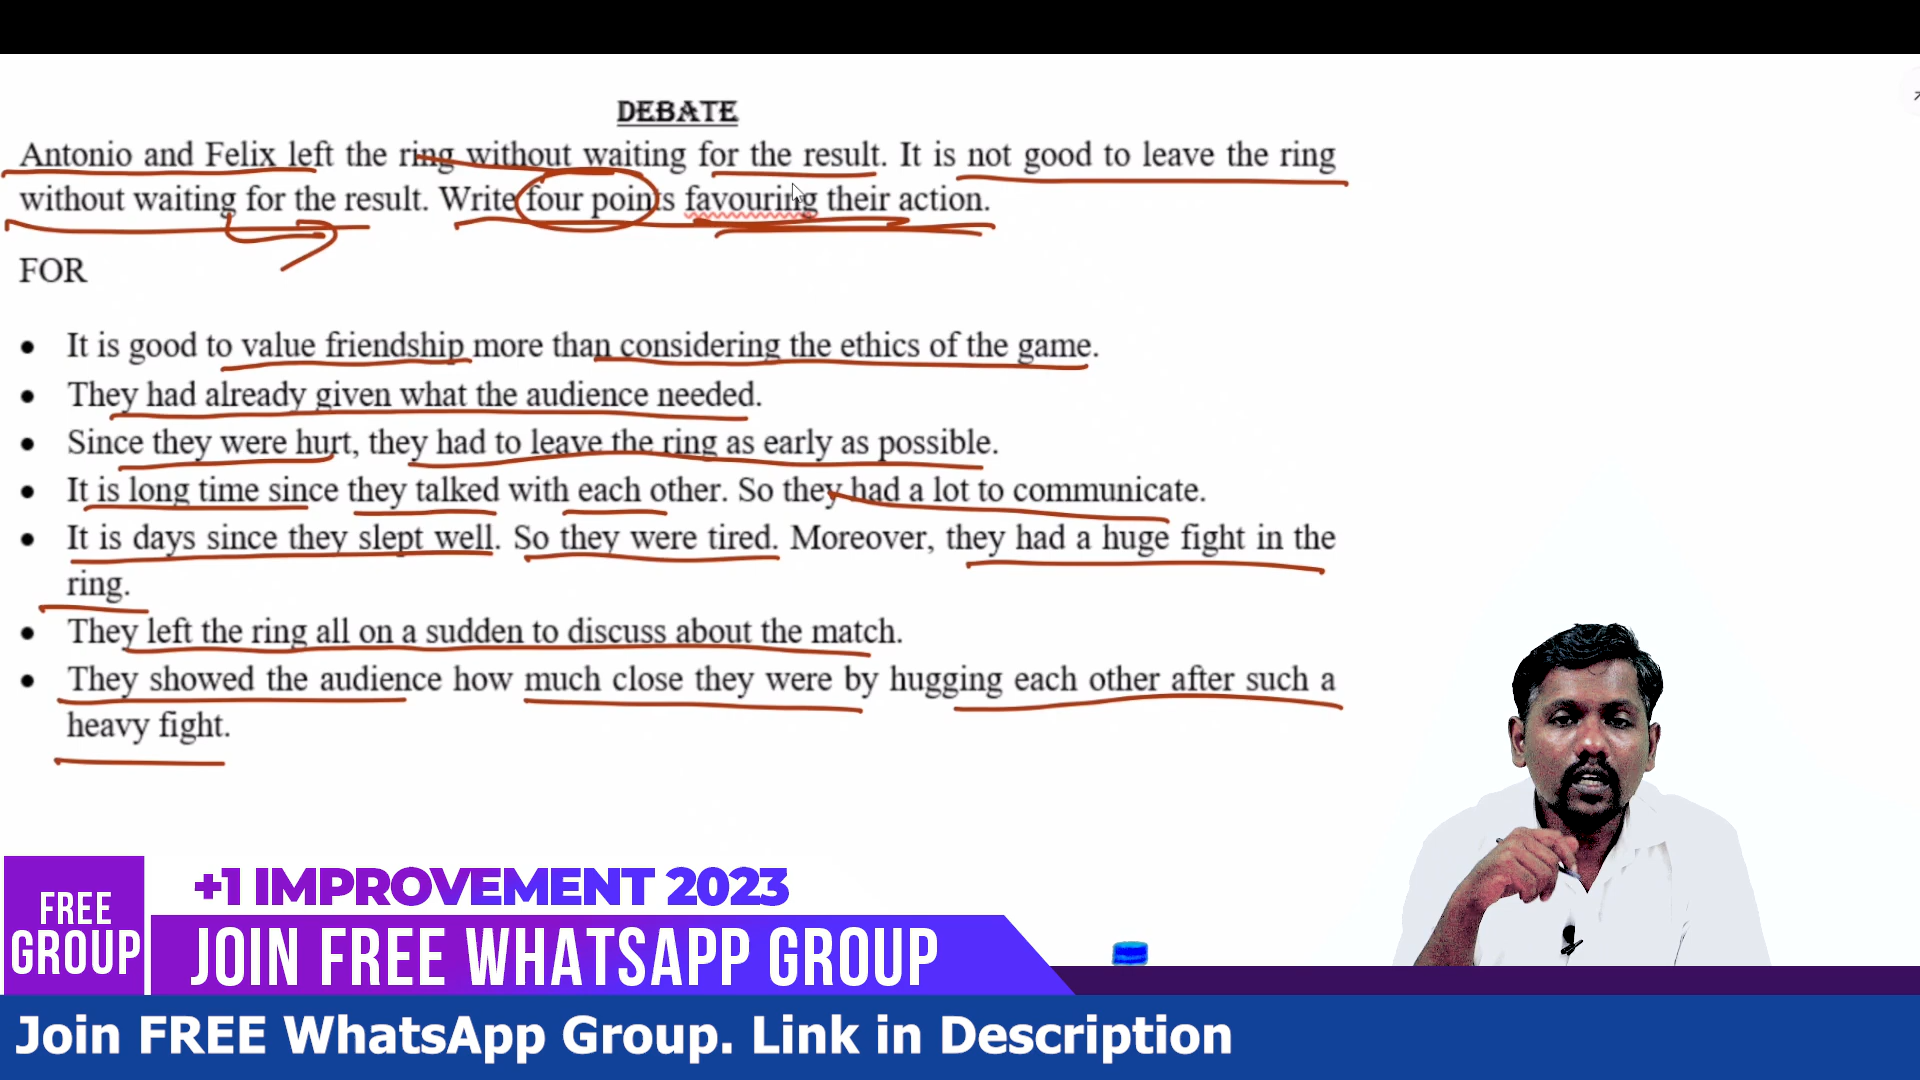 DEBATE
Antonio and Felix left the ring without waiting for the result. It is not good to leave the ring
without waiting for the result. Write four points favouring their action.
FOR
• It is good to value friendship more than considering the ethics of the game.
• They had already given what the audience needed.
• Since they were hurt, they had to leave the ring as early as possible.
• It is long time since they talked with each other. So they had a lot to communicate.
• It is days since they slept well. So they were tired. Moreover, they had a huge fight in the
ring.
• They left the ring all on a sudden to discuss about the match.
• They showed the audience how much close they were by hugging each other after such a
heavy fight.
+1 IMPROVEMENT 2023
FREE
GROUP
JOIN FREE WHATSAPP GROUP
Join FREE WhatsApp Group. Link in Description